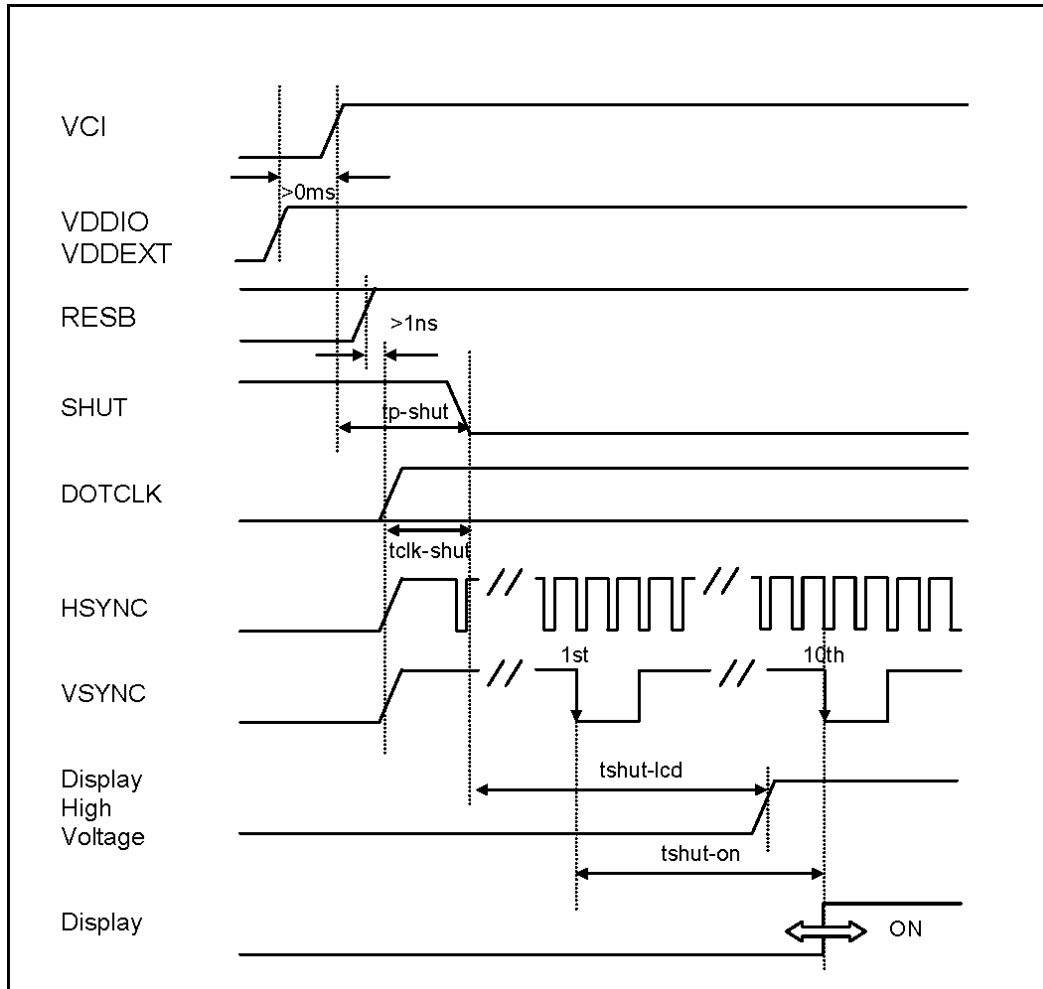 VCI
>0ms
VDDIO
VDDEXT
RESB
>1ns
SHUT
tp-shut
DOTCLK
tclk-shut
HSYNC
1st
10th
VSYNC
Display
High
Voltage
tshut-lcd
tshut-on
Display
ON